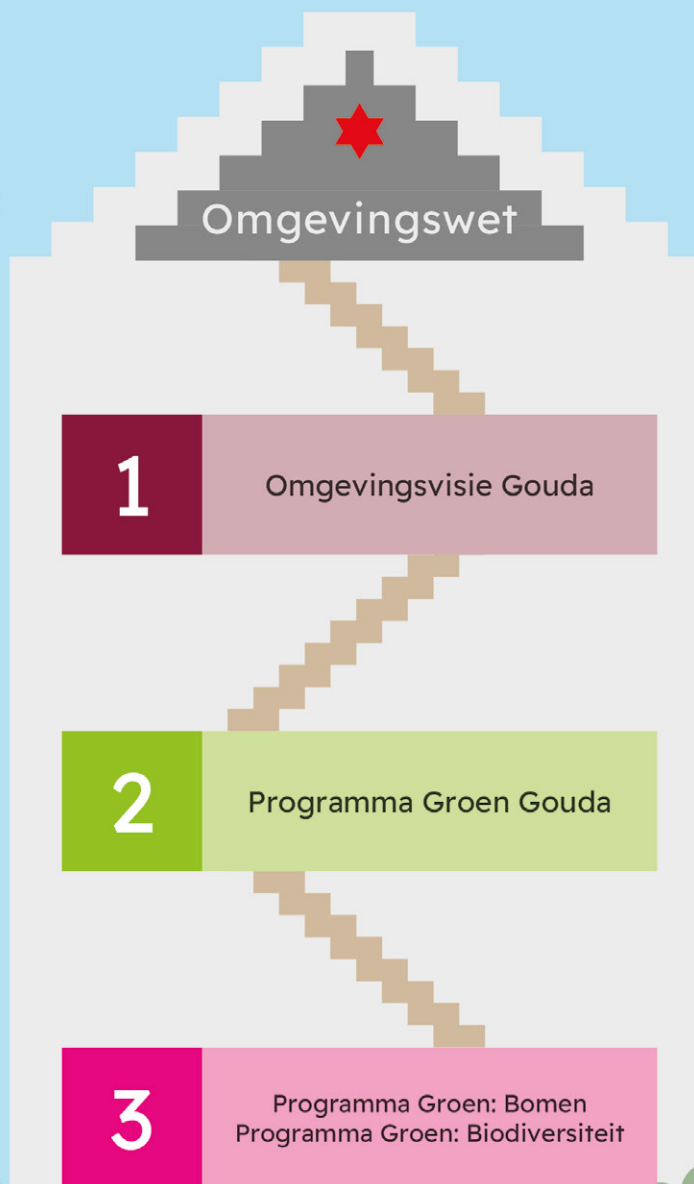 Omgevingswet
1
Omgevingsvisie Gouda
2
Programma Groen Gouda
3
Programma Groen: Bomen
Programma Groen: Biodiversiteit